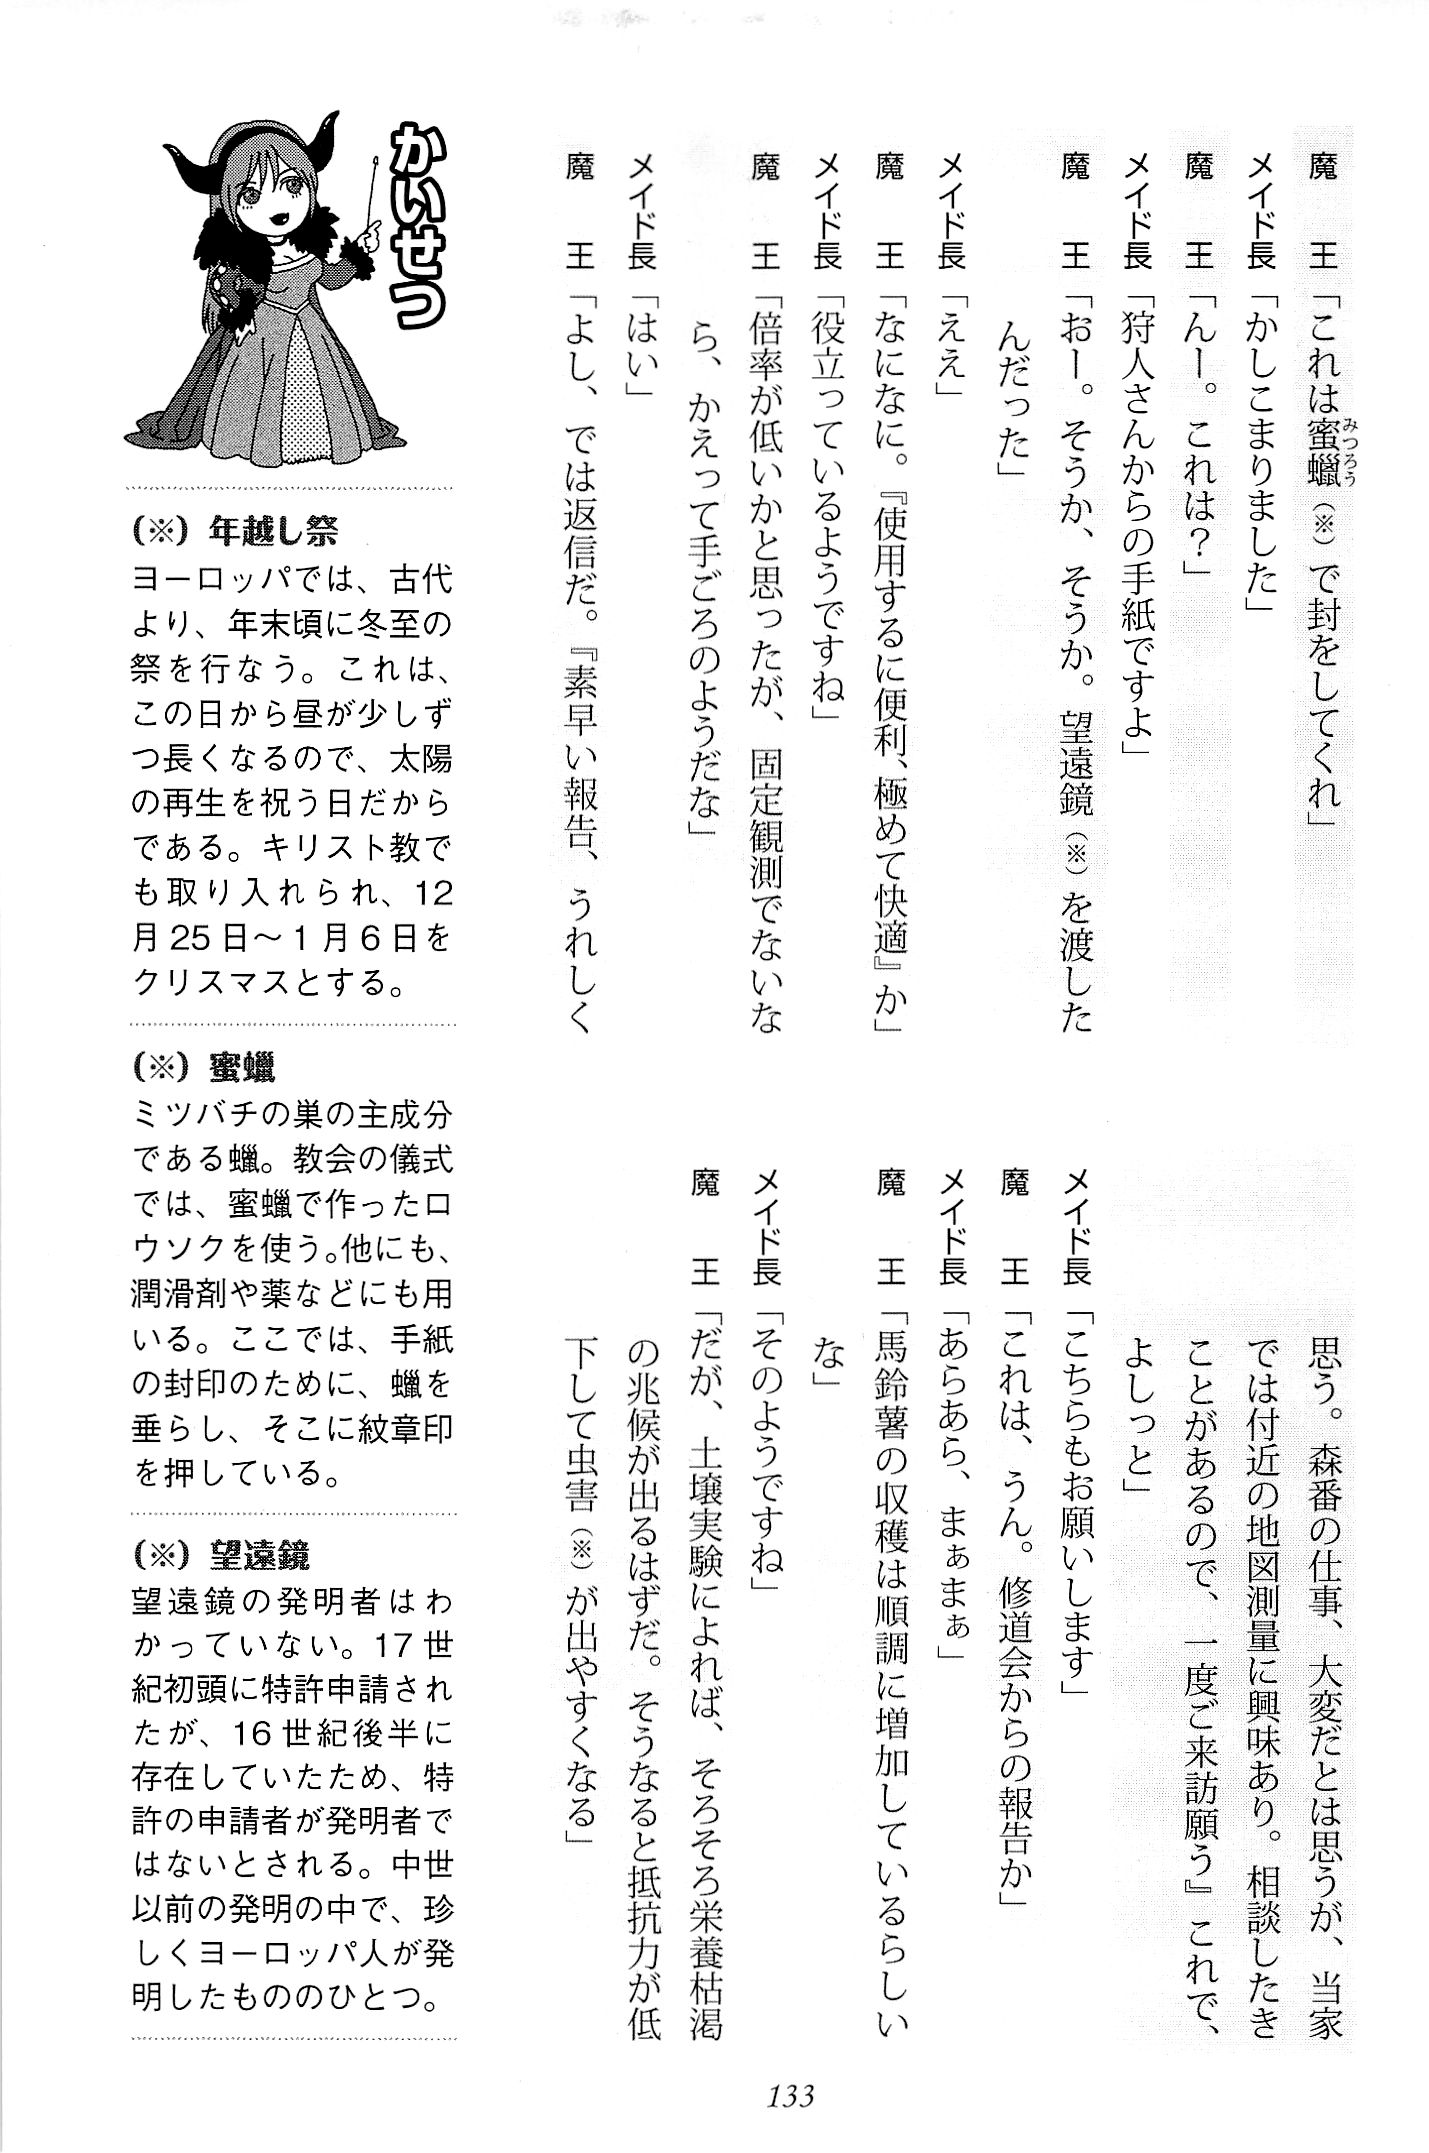 魔　王「これは蜜蠟（※）で封をしてくれ」
みつろう
メイド長「かしこまりました」
魔　王「んー。これは？」
メイド長「狩人さんからの手紙ですよ」
魔　王「おー。そうか、そうか。望遠鏡（※）を渡した
んだった」
メイド長「ええ」
魔　王「なになに。『使用するに便利、極めて快適』か」
メイド長「役立っているようですね」
魔　王「倍率が低いかと思ったが、固定観測でないな
ら、かえって手ごろのようだな」
メイド長「はい」
魔　王「よし、では返信だ。『素早い報告、うれしく
思う。森番の仕事、大変だとは思うが、当家
では付近の地図測量に興味あり。相談したき
ことがあるので、一度ご来訪願う』これで、
よしっと」
メイド長「こちらもお願いします」
魔　王「これは、うん。修道会からの報告か」
メイド長「あらあら、まぁまぁ」
魔　王「馬鈴薯の収穫は順調に増加しているらしい
な」
メイド長「そのようですね」
魔　王「だが、土壌実験によれば、そろそろ栄養枯渇
の兆候が出るはずだ。そうなると抵抗力が低
下して虫害（※）が出やすくなる」
かいせつ
（※）年越し祭
ヨーロッパでは、古代
より、年末頃に冬至の
祭を行なう。これは、
この日から昼が少しず
つ長くなるので、太陽
の再生を祝う日だから
である。キリスト教で
も取り入れられ、12
月25日〜1月6日を
クリスマスとする。
（※）蜜蠟
ミツバチの巣の主成分
である蠟。教会の儀式
では、蜜蠟で作ったロ
ウソクを使う。他にも、
潤滑剤や薬などにも用
いる。ここでは、手紙
の封印のために、蠟を
垂らし、そこに紋章印
を押している。
（※）望遠鏡
望遠鏡の発明者はわ
かっていない。17世
紀初頭に特許申請され
たが、16世紀後半に
存在していたため、特
許の申請者が発明者で
はないとされる。中世
以前の発明の中で、珍
しくヨーロッパ人が発
明したもののひとつ。
133